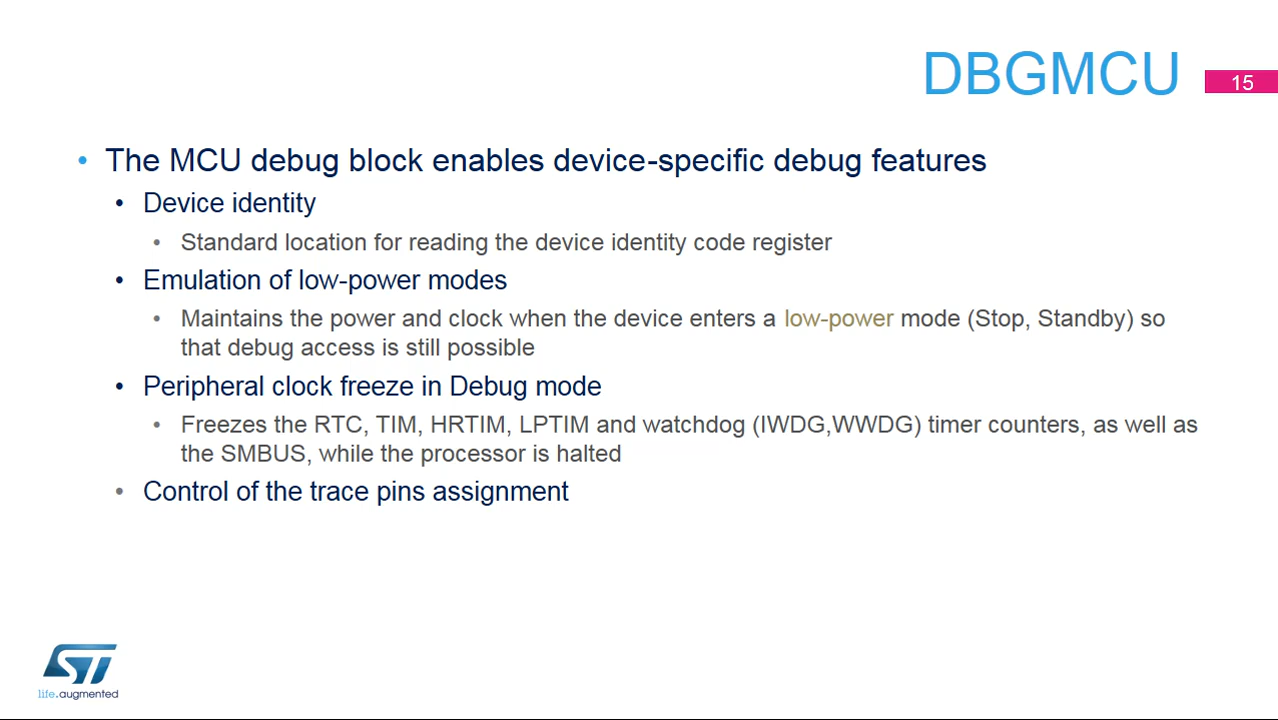 DBGMCU
15
• The MCU debug block enables device-specific debug features
• Device identity
• Standard location for reading the device identity code register
• Emulation of low-power modes
• Maintains the power and clock when the device enters a low-power mode (Stop, Standby) so
that debug access is still possible
• Peripheral clock freeze in Debug mode
• Freezes the RTC, TIM, HRTIM, LPTIM and watchdog (IWDG,WWDG) timer counters, as well as
the SMBUS, while the processor is halted
• Control of the trace pins assignment
ST
life.augmented